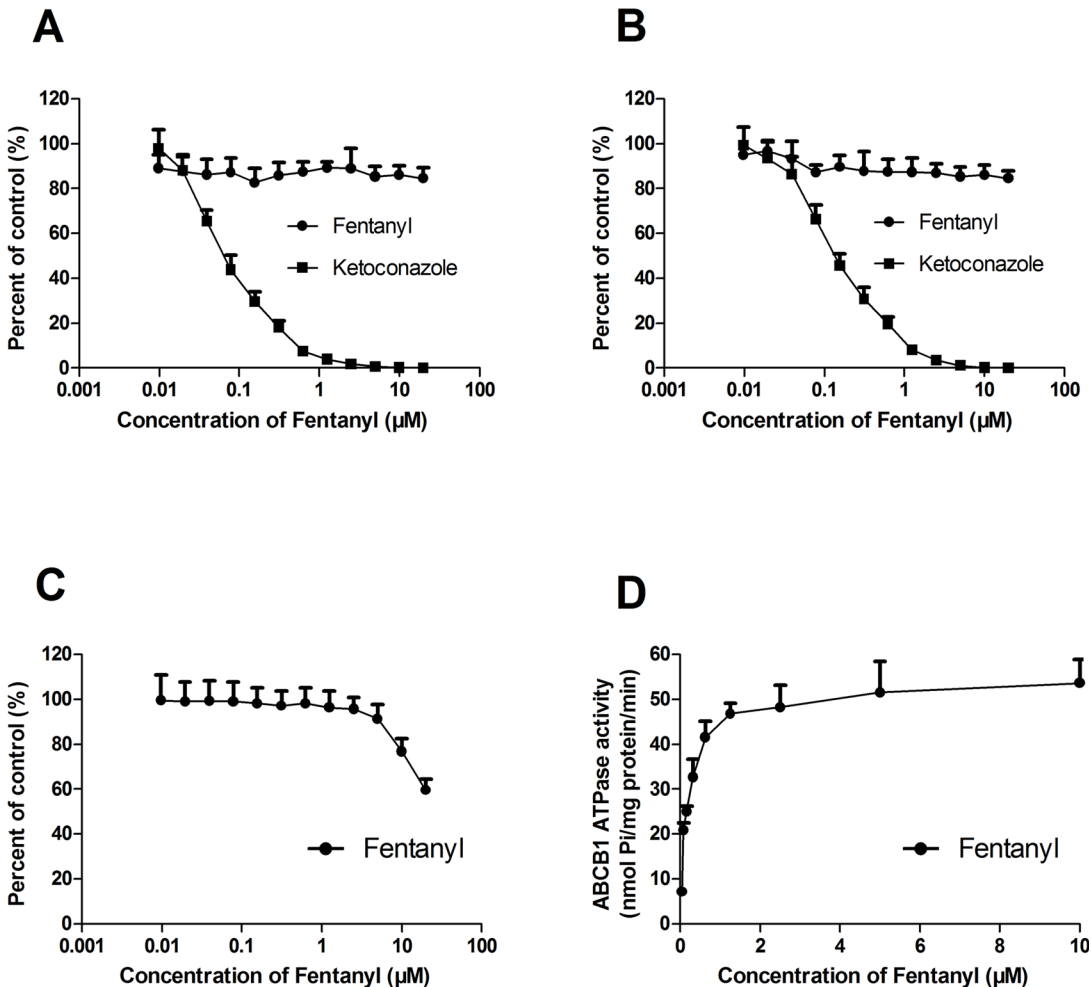 A
Percent of control (%)
120
100
80
60
40
20
0
Fentanyl
Ketoconazole
0.001
0.01
0.1
1
10
100
Concentration of Fentanyl (μM)
B
Percent of control (%)
120
100
80
60
40
20
0
Fentanyl
Ketoconazole
0.001
0.01
0.1
1
10
100
Concentration of Fentanyl (μM)
C
Percent of control (%)
120
100
80
60
40
20
0
Fentanyl
0.001
0.01
0.1
1
10
100
Concentration of Fentanyl (μM)
D
ABCB1 ATPase activity
(nmol Pi/mg protein/min)
60
50
40
30
20
10
0
Fentanyl
0
2
4
6
8
10
Concentration of Fentanyl (μM)